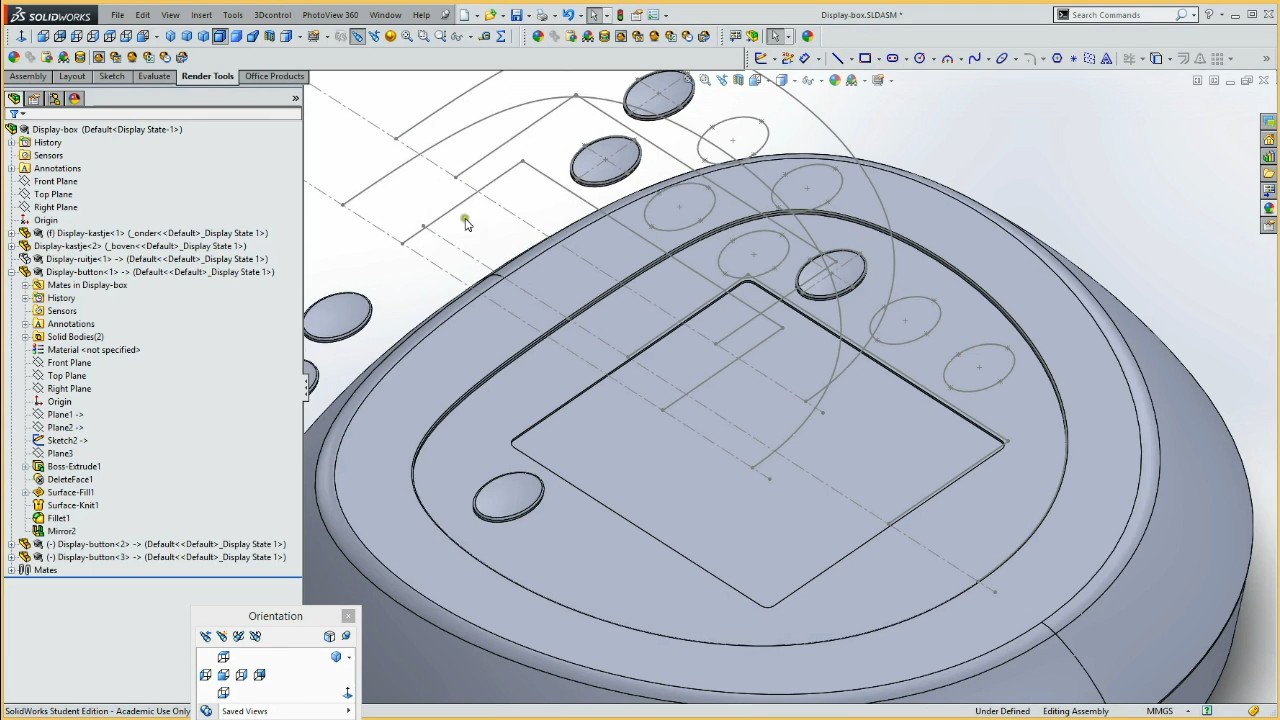 SOLIDWORKS File Edit View Insert Tools 3Dcontrol PhotoView 360 Window Help Display-box.SLDASM * Search Commands
Assembly Layout Sketch Evaluate Render Tools Office Products
Display-box (Default<Display State-1>)
History
Sensors
Annotations
Front Plane
Top Plane
Right Plane
Origin
(f) Display-kastje<1> (_onder<<Default>_Display State 1>)
Display-kastje<2> (_boven<<Default>_Display State 1>)
Display-ruitje<1> -> (Default<<Default>_Display State 1>)
Display-button<1> -> (Default<<Default>_Display State 1>)
Mates in Display-box
History
Sensors
Annotations
Solid Bodies(2)
Material <not specified>
Front Plane
Top Plane
Right Plane
Origin
Plane1 ->
Plane2 ->
Sketch2 ->
Plane3
Boss-Extrude1
DeleteFace1
Surface-Fill1
Surface-Knit1
Fillet1
Mirror2
(-) Display-button<2> -> (Default<<Default>_Display State 1>)
(-) Display-button<3> -> (Default<<Default>_Display State 1>)
Mates
Orientation
Saved Views
SolidWorks Student Edition - Academic Use Only Under Defined Editing Assembly MMGS